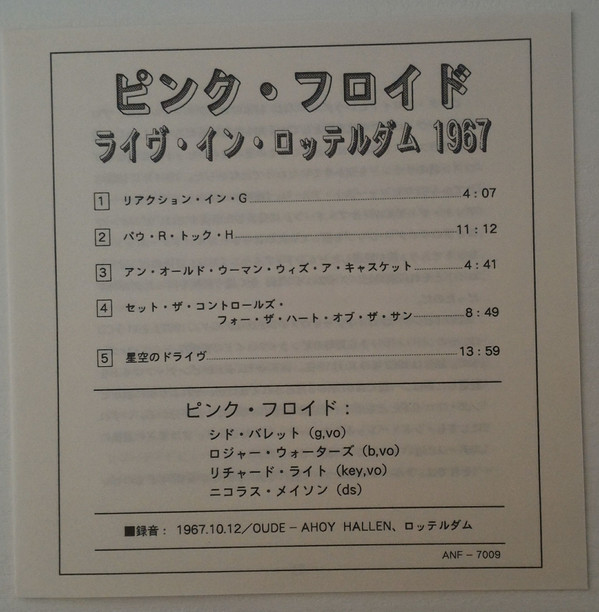 ピンク・フロイド
ライヴ・イン・ロッテルダム 1967
1 リアクション・イン・G 4:07
2 パウ・R・トック・H 11:12
3 アン・オールド・ウーマン・ウィズ・ア・キャスケット 4:41
4 セット・ザ・コントロールズ・
フォー・ザ・ハート・オブ・ザ・サン 8:49
5 星空のドライヴ 13:59
ピンク・フロイド:
シド・バレット (g,vo)
ロジャー・ウォーターズ (b,vo)
リチャード・ライト (key,vo)
ニコラス・メイソン (ds)
■録音: 1967.10.12/OUDE-AHOY HALLEN、ロッテルダム
ANF-7009